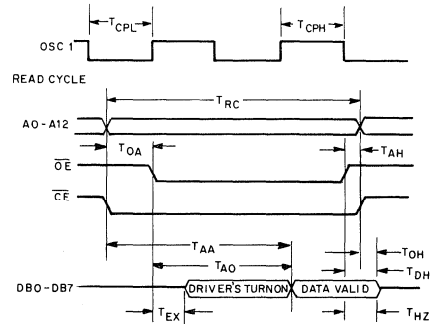 TCPL
TCPH
OSC 1
READ CYCLE
TRC
A0-A12
TOA
TAH
OE
CE
TAA
TOH
TAO
TDH
DB0-DB7
DRIVER'S TURNON
DATA VALID
TEX
THZ